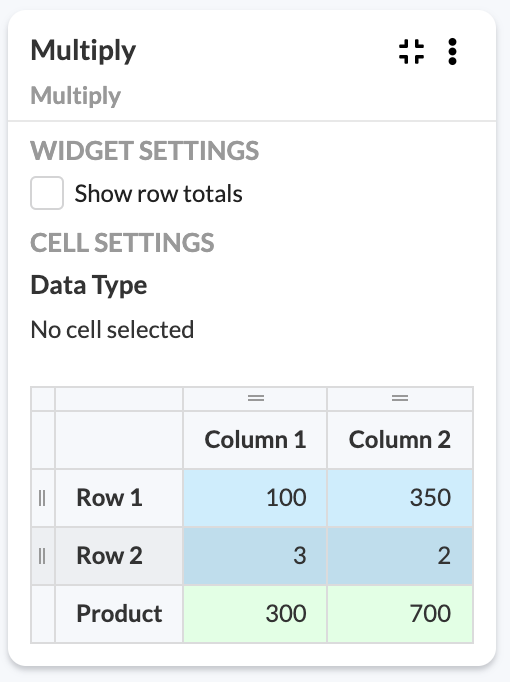 Multiply
Multiply
WIDGET SETTINGS
Show row totals
CELL SETTINGS
Data Type
No cell selected
Column 1 Column 2
Row 1 100 350
Row 2 3 2
Product 300 700